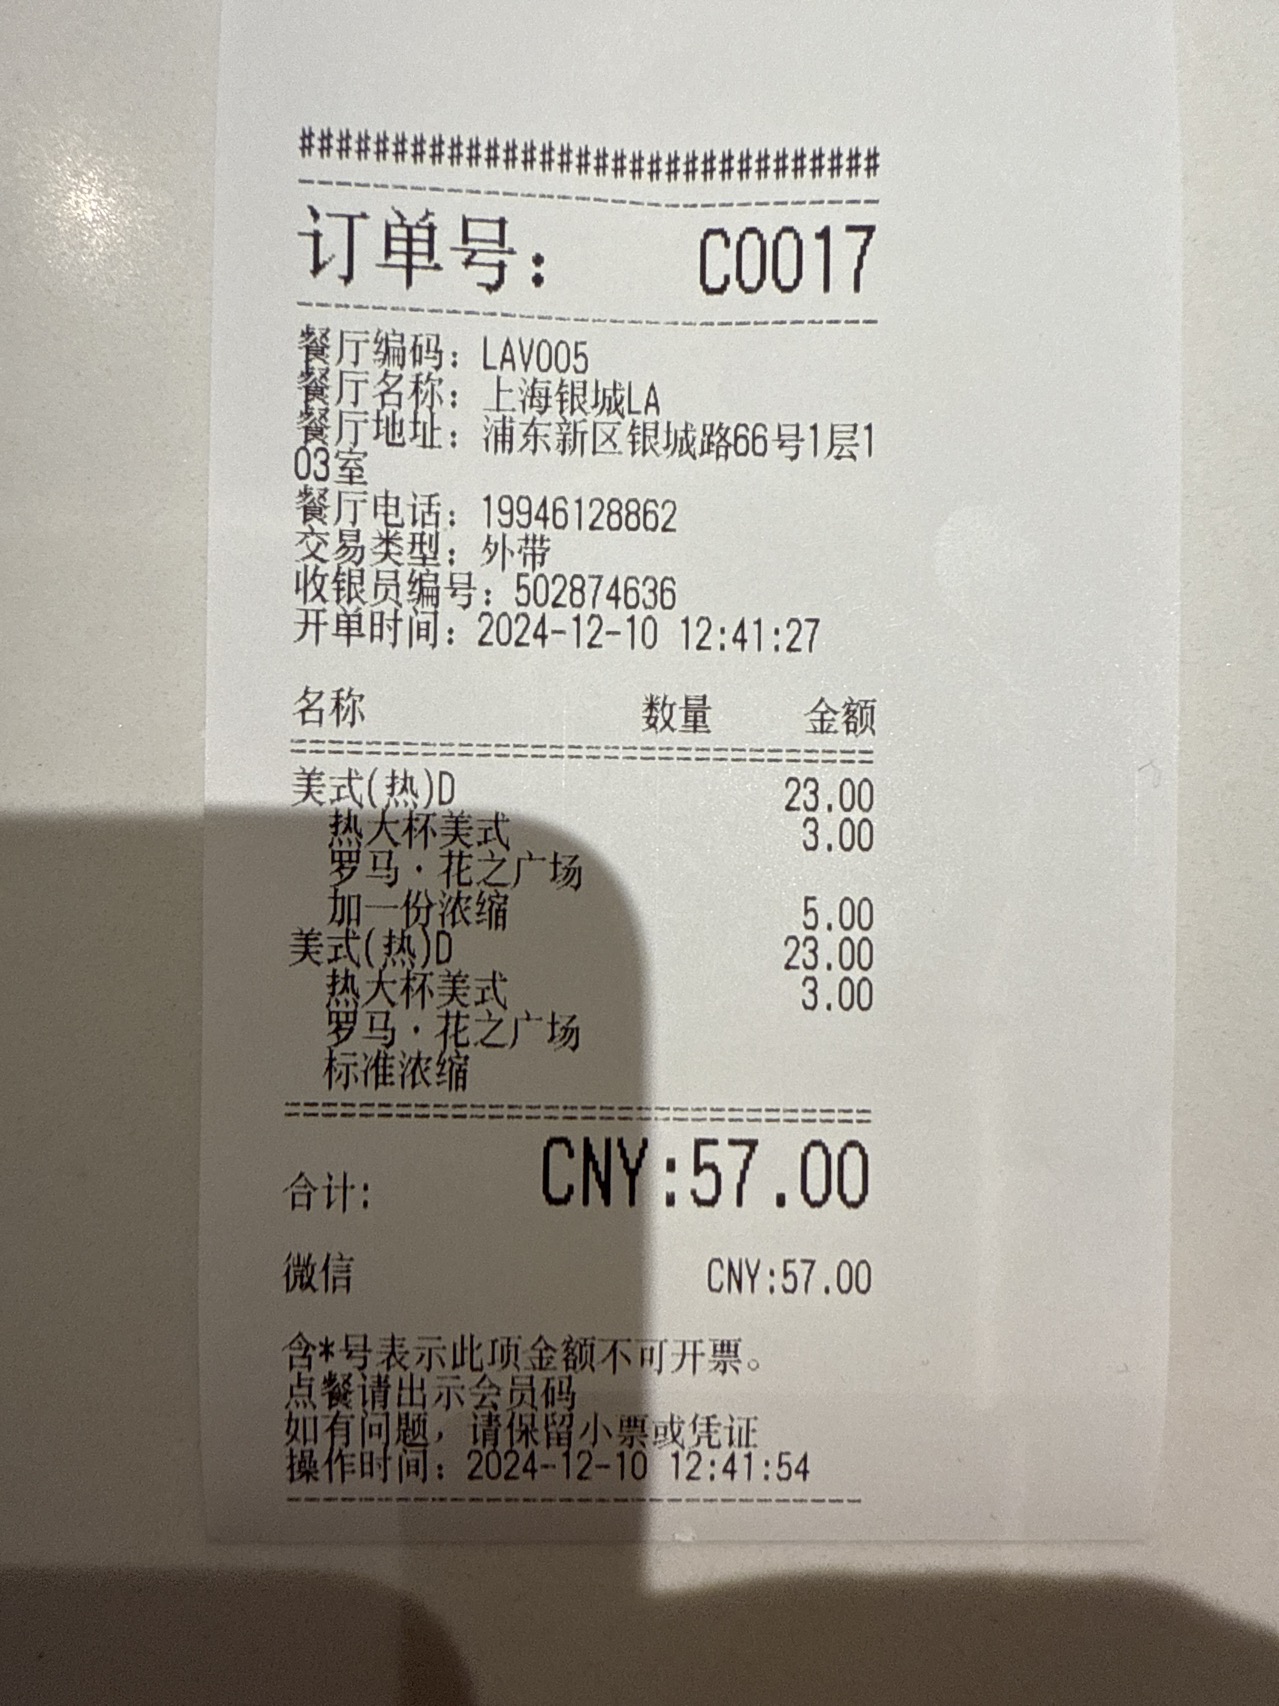 ###############################
订单号： C0017
餐厅编码：LAV005
餐厅名称：上海银城LA
餐厅地址：浦东新区银城路66号1层1
03室
餐厅电话：19946128862
交易类型：外带
收银员编号：502874636
开单时间：2024-12-10 12:41:27
名称 数量 金额
美式(热)D 23.00
热大杯美式 3.00
罗马·花之广场
加一份浓缩 5.00
美式(热)D 23.00
热大杯美式 3.00
罗马·花之广场
标准浓缩
合计: CNY:57.00
微信 CNY:57.00
含*号表示此项金额不可开票。
点餐请出示会员码
如有问题，请保留小票或凭证
操作时间：2024-12-10 12:41:54